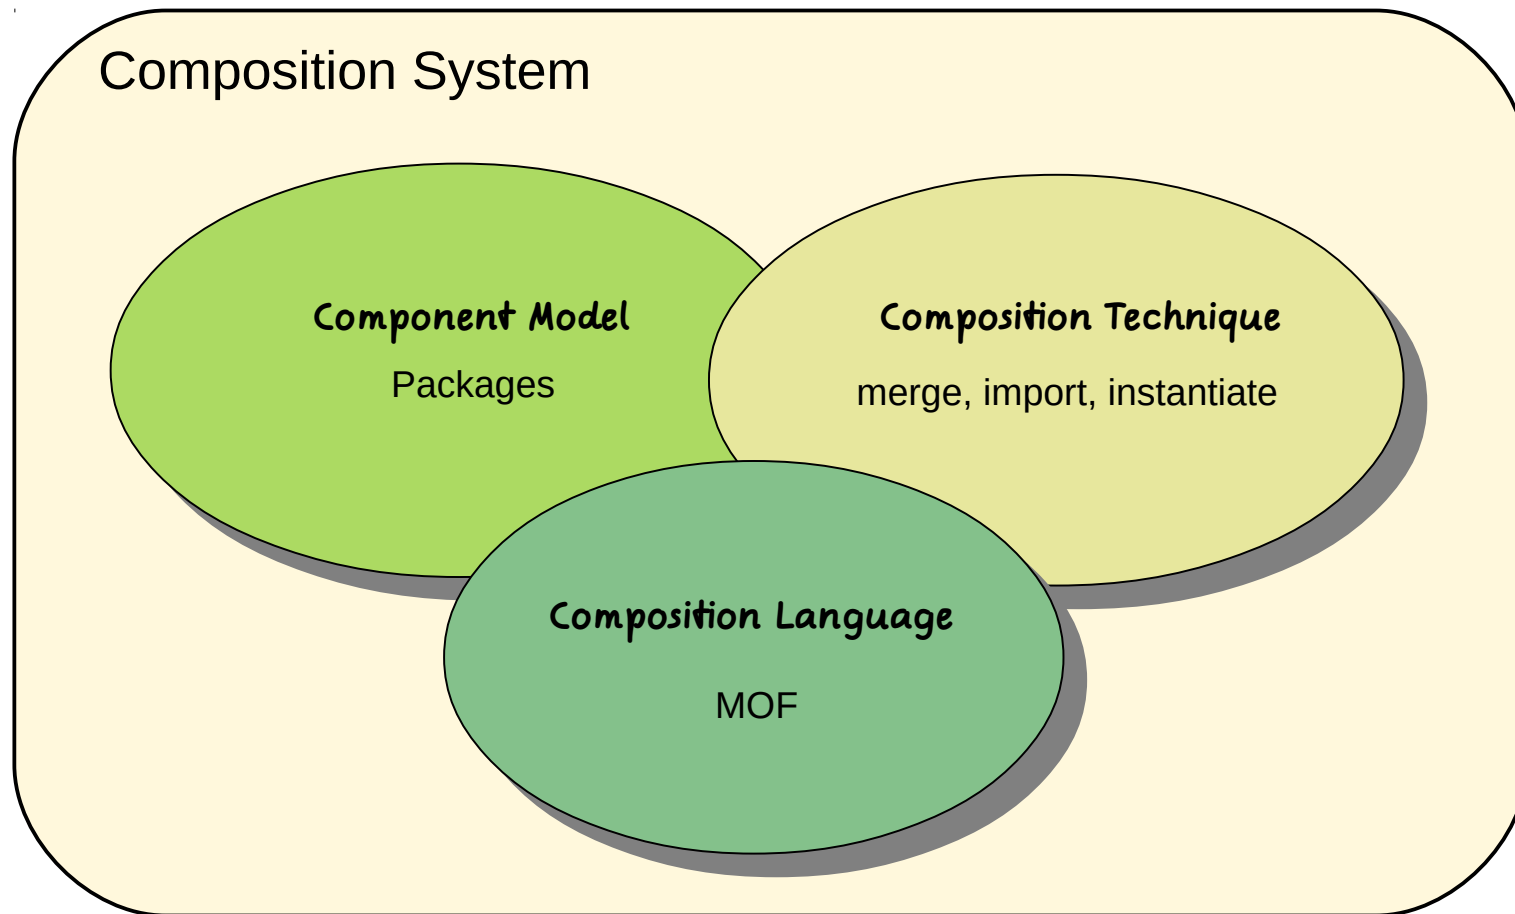 Composition System
Component Model
Packages
Composition Technique
merge, import, instantiate
Composition Language
MOF